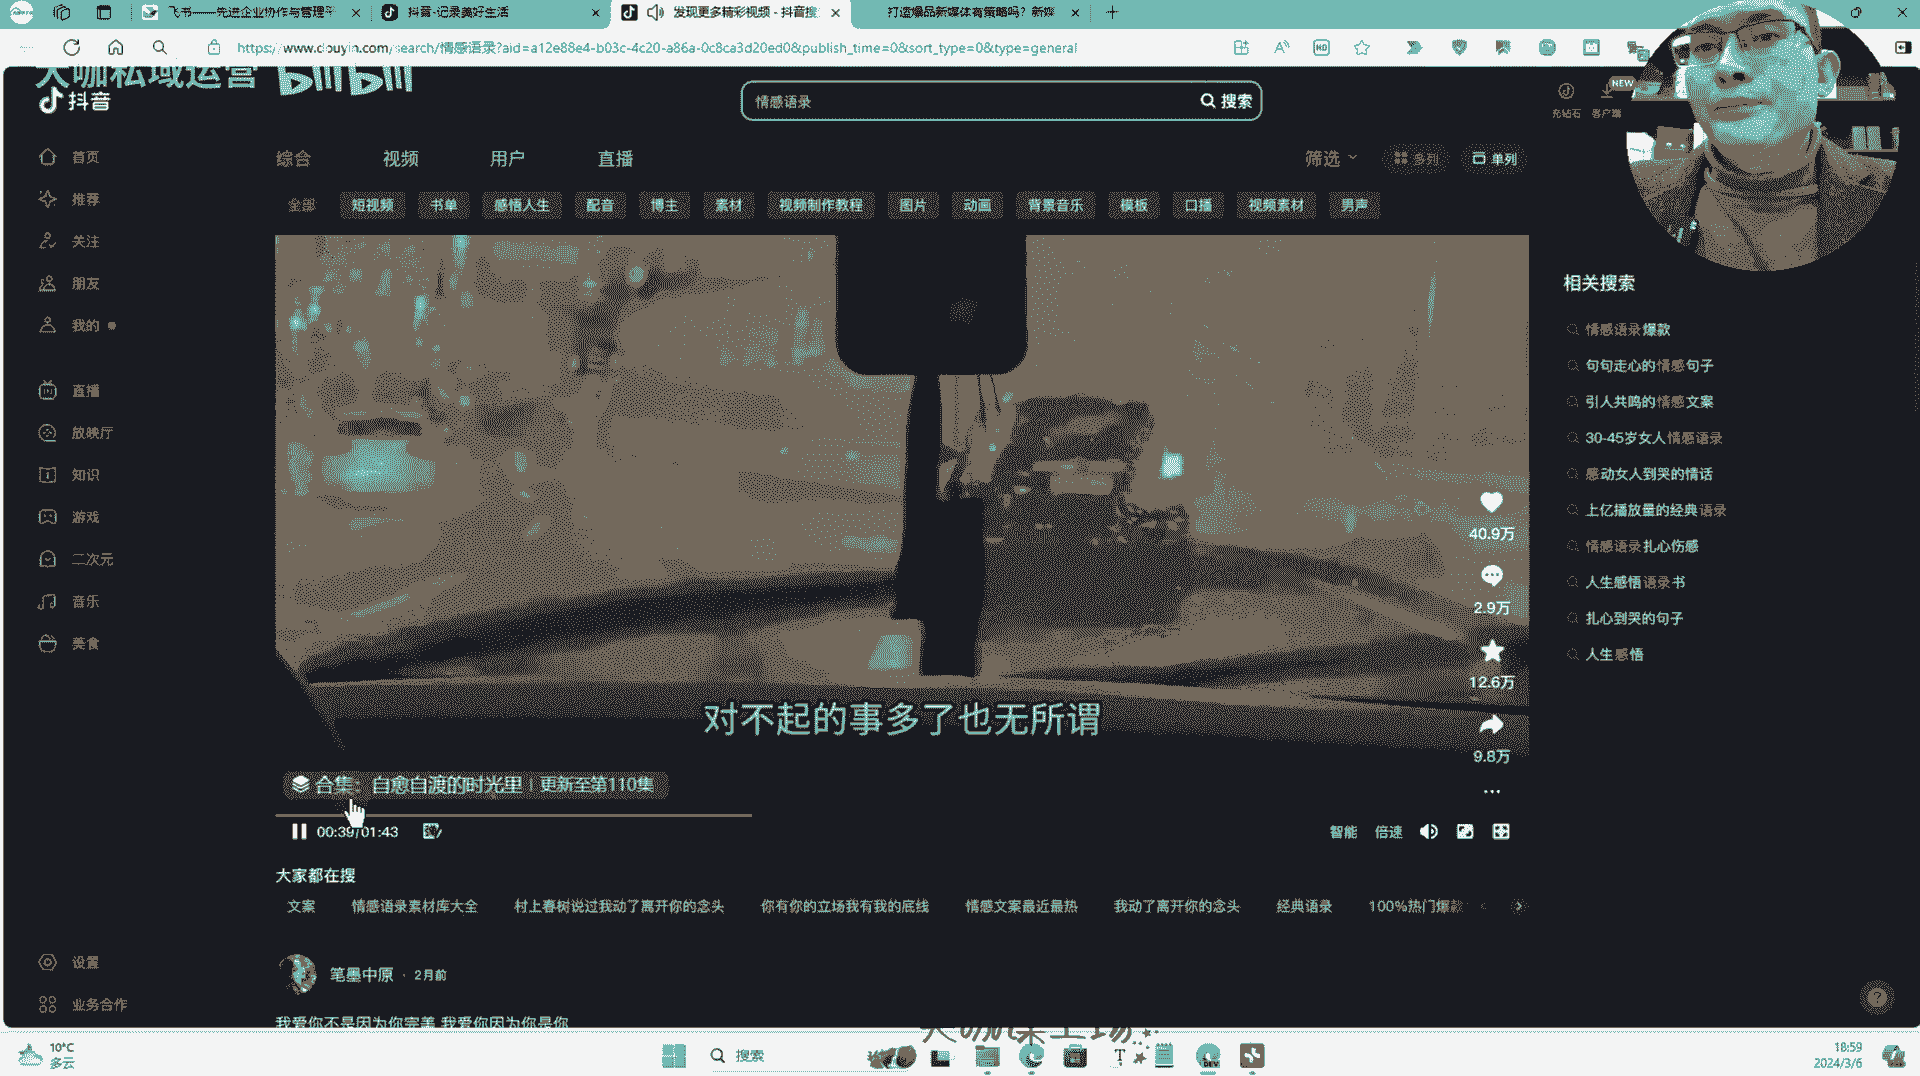 飞书——先进企业协作与管理平
抖音-记录美好生活
发现更多精彩视频 - 抖音搜
打造爆品新媒体有策略吗？新媒
https://www.douyin.com/search/情感语录?aid=a12e88e4-b03c-4c20-a86a-0c8ca3d20ed0&publish_time=0&sort_type=0&type=general
大咖私域运营 bilibili
抖音
情感语录
搜索
充钻石
客户端
NEW
首页
推荐
关注
朋友
我的
直播
放映厅
知识
游戏
二次元
音乐
美食
设置
业务合作
综合 视频 用户 直播
筛选 多列 单列
全部 短视频 书单 感悟人生 配音 博主 素材 视频制作教程 图片 动画 背景音乐 模板 口播 视频素材 男声
40.9万
2.9万
12.6万
9.8万
对不起的事多了也无所谓
合集：自愈自渡的时光里 | 更新至第110集
00:39/01:43
智能 倍速
大家都在搜
文案 情感语录素材库大全 村上春树说过我动了离开你的念头 你有你的立场我有我的底线 情感文案最近最热 我动了离开你的念头 经典语录 100%热门爆款
笔墨中原 · 2月前
我爱你不是因为你完美 我爱你因为你是你
相关搜索
情感语录爆款
句句走心的情感句子
引人共鸣的情感文案
30-45岁女人情感语录
感动女人到哭的情话
上亿播放量的经典语录
情感语录扎心伤感
人生感悟语录书
扎心到哭的句子
人生感悟
10°C
多云
搜索
18:59
2024/3/6